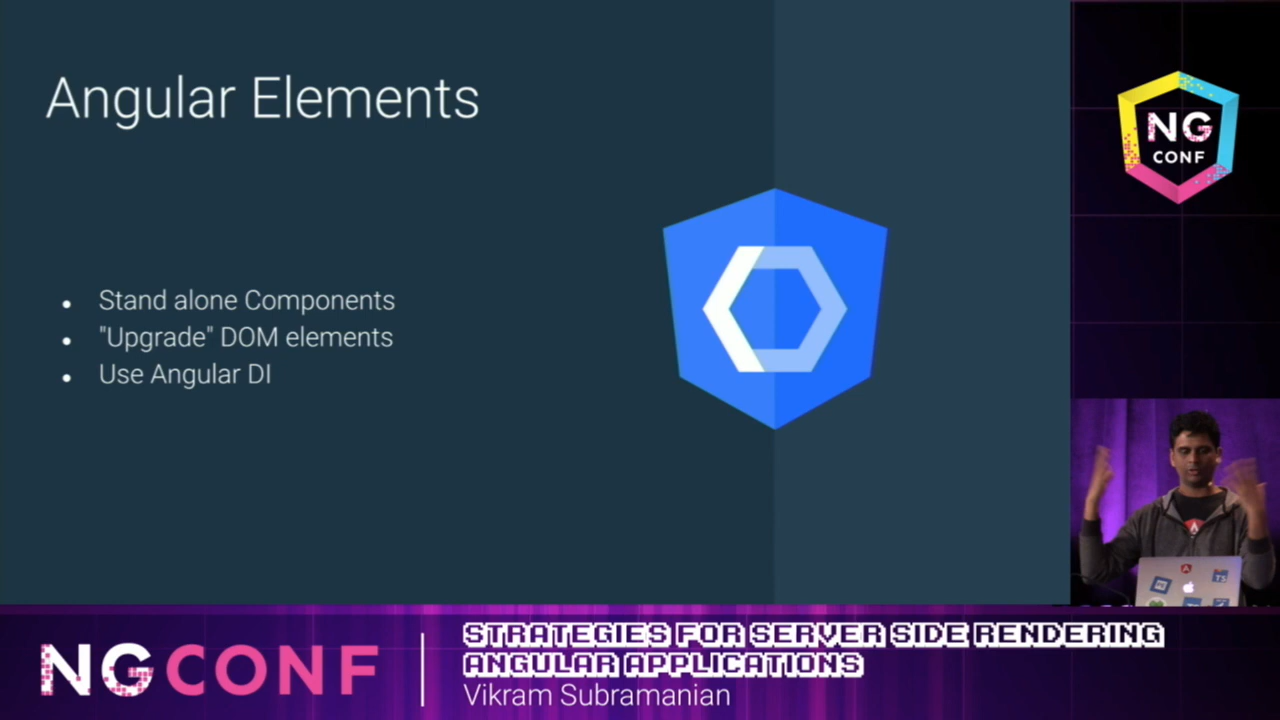 Angular Elements
• Stand alone Components
• "Upgrade" DOM elements
• Use Angular DI
NG
CONF
TS
NGCONF
STRATEGIES FOR SERVER SIDE RENDERING
ANGULAR APPLICATIONS
Vikram Subramanian